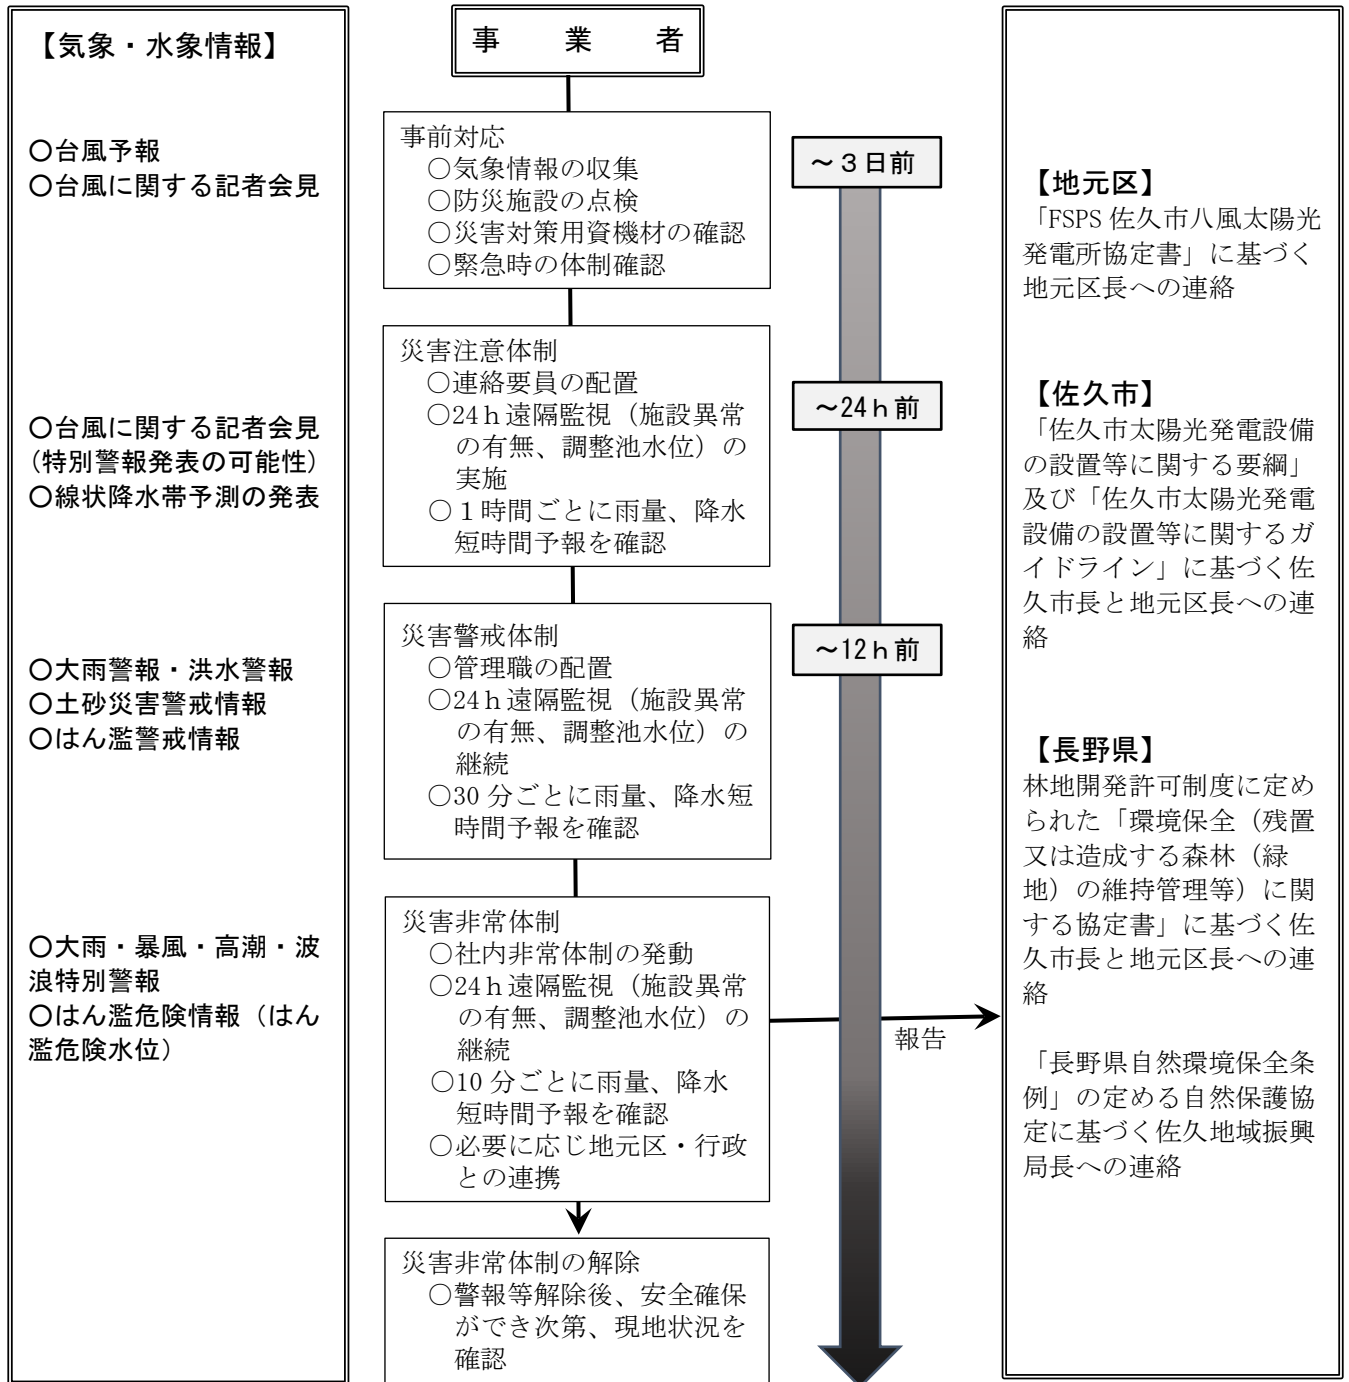 【気象・水象情報】
○台風予報
○台風に関する記者会見
○台風に関する記者会見
（特別警報発表の可能性）
○線状降水帯予測の発表
○大雨警報・洪水警報
○土砂災害警戒情報
○はん濫警戒情報
○大雨・暴風・高潮・波
浪特別警報
○はん濫危険情報（はん
濫危険水位）
事　業　者
事前対応
○気象情報の収集
○防災施設の点検
○災害対策用資機材の確認
○緊急時の体制確認
災害注意体制
○連絡要員の配置
○24ｈ遠隔監視（施設異常
の有無、調整池水位）の
実施
○１時間ごとに雨量、降水
短時間予報を確認
災害警戒体制
○管理職の配置
○24ｈ遠隔監視（施設異常
の有無、調整池水位）の
継続
○30 分ごとに雨量、降水短
時間予報を確認
災害非常体制
○社内非常体制の発動
○24ｈ遠隔監視（施設異常
の有無、調整池水位）の
継続
○10 分ごとに雨量、降水
短時間予報を確認
○必要に応じ地元区・行政
との連携
災害非常体制の解除
○警報等解除後、安全確保
ができ次第、現地状況を
確認
～３日前
～24ｈ前
～12ｈ前
報告
【地元区】
「FSPS 佐久市八風太陽光
発電所協定書」に基づく
地元区長への連絡
【佐久市】
「佐久市太陽光発電設備
の設置等に関する要綱」
及び「佐久市太陽光発電
設備の設置等に関するガ
イドライン」に基づく佐
久市長と地元区長への連
絡
【長野県】
林地開発許可制度に定め
られた「環境保全（残置
又は造成する森林（緑
地）の維持管理等）に関
する協定書」に基づく佐
久市長と地元区長への連
絡
「長野県自然環境保全条
例」の定める自然保護協
定に基づく佐久地域振興
局長への連絡